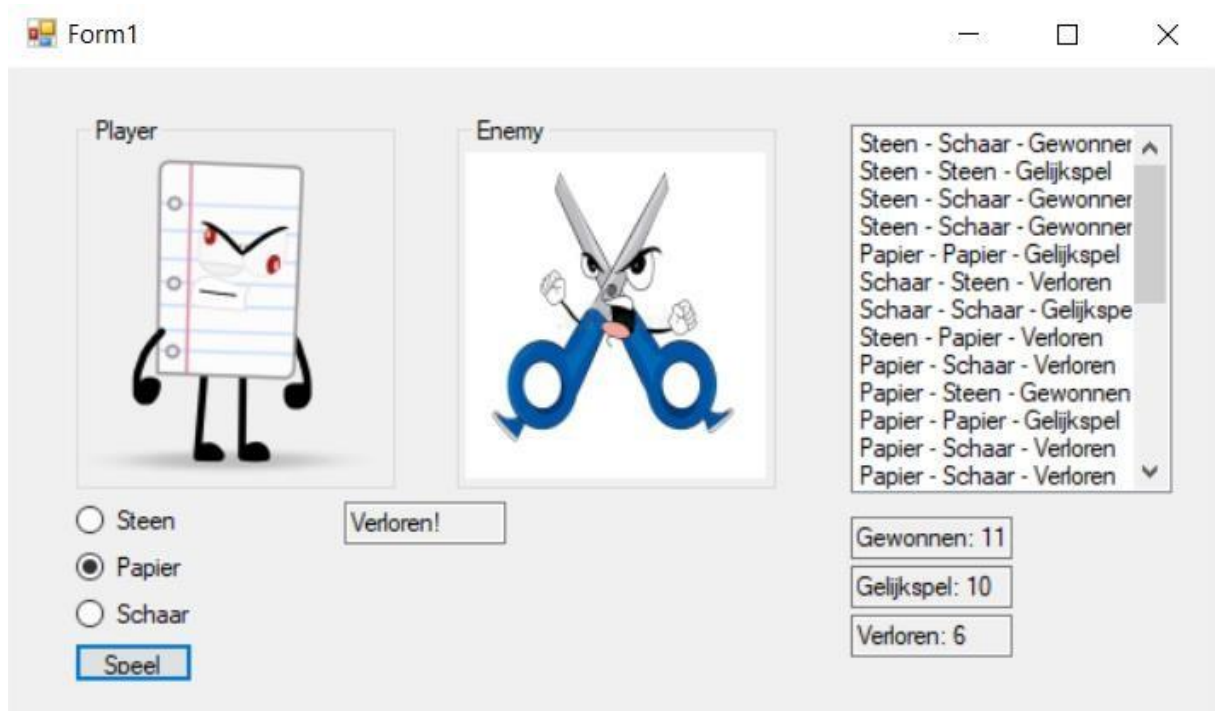 Form1
Player
Enemy
Steen - Schaar - Gewonnen
Steen - Steen - Gelijkspel
Steen - Schaar - Gewonnen
Steen - Schaar - Gewonnen
Papier - Papier - Gelijkspel
Schaar - Steen - Verloren
Schaar - Schaar - Gelijkspe
Steen - Papier - Verloren
Papier - Schaar - Verloren
Papier - Steen - Gewonnen
Papier - Papier - Gelijkspel
Papier - Schaar - Verloren
Papier - Schaar - Verloren
Steen
Papier
Schaar
Speel
Verloren!
Gewonnen: 11
Gelijkspel: 10
Verloren: 6